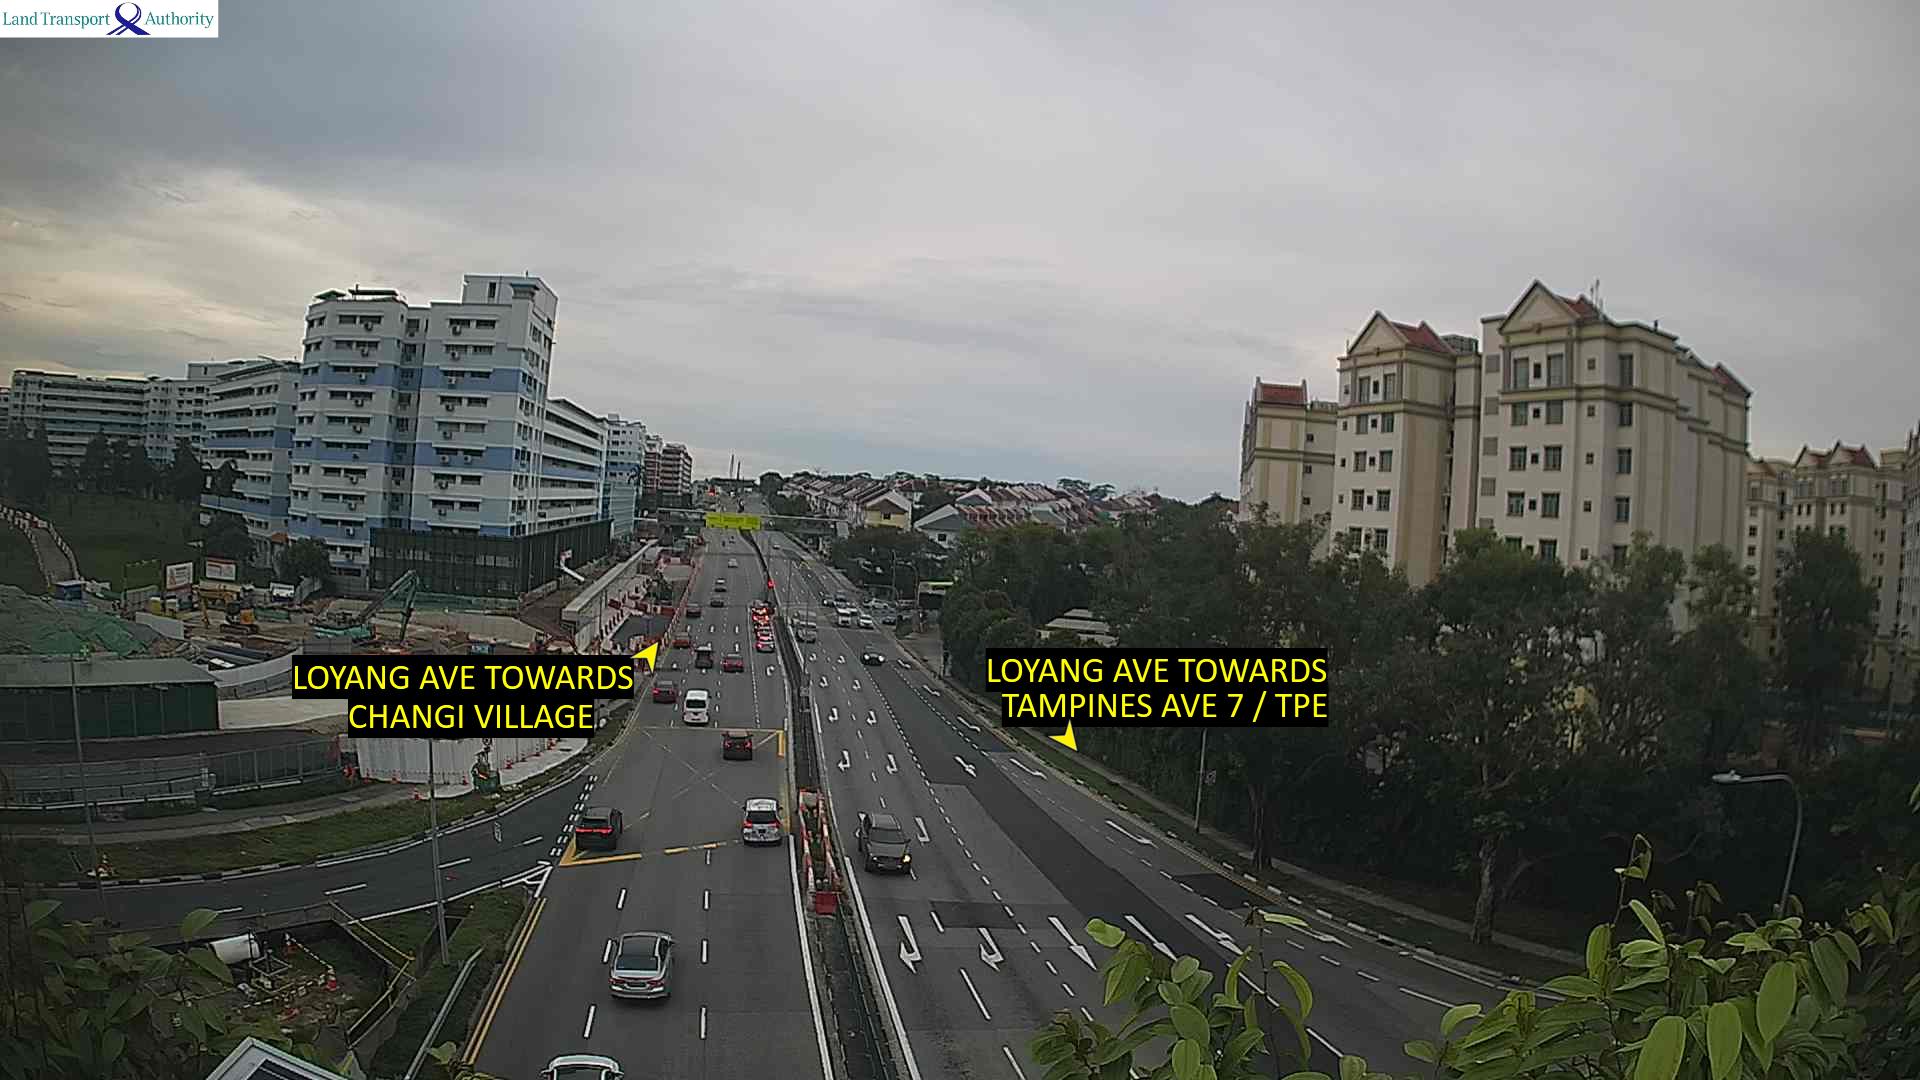 Land Transport Authority
LOYANG AVE TOWARDS
CHANGI VILLAGE
LOYANG AVE TOWARDS
TAMPINES AVE 7 / TPE